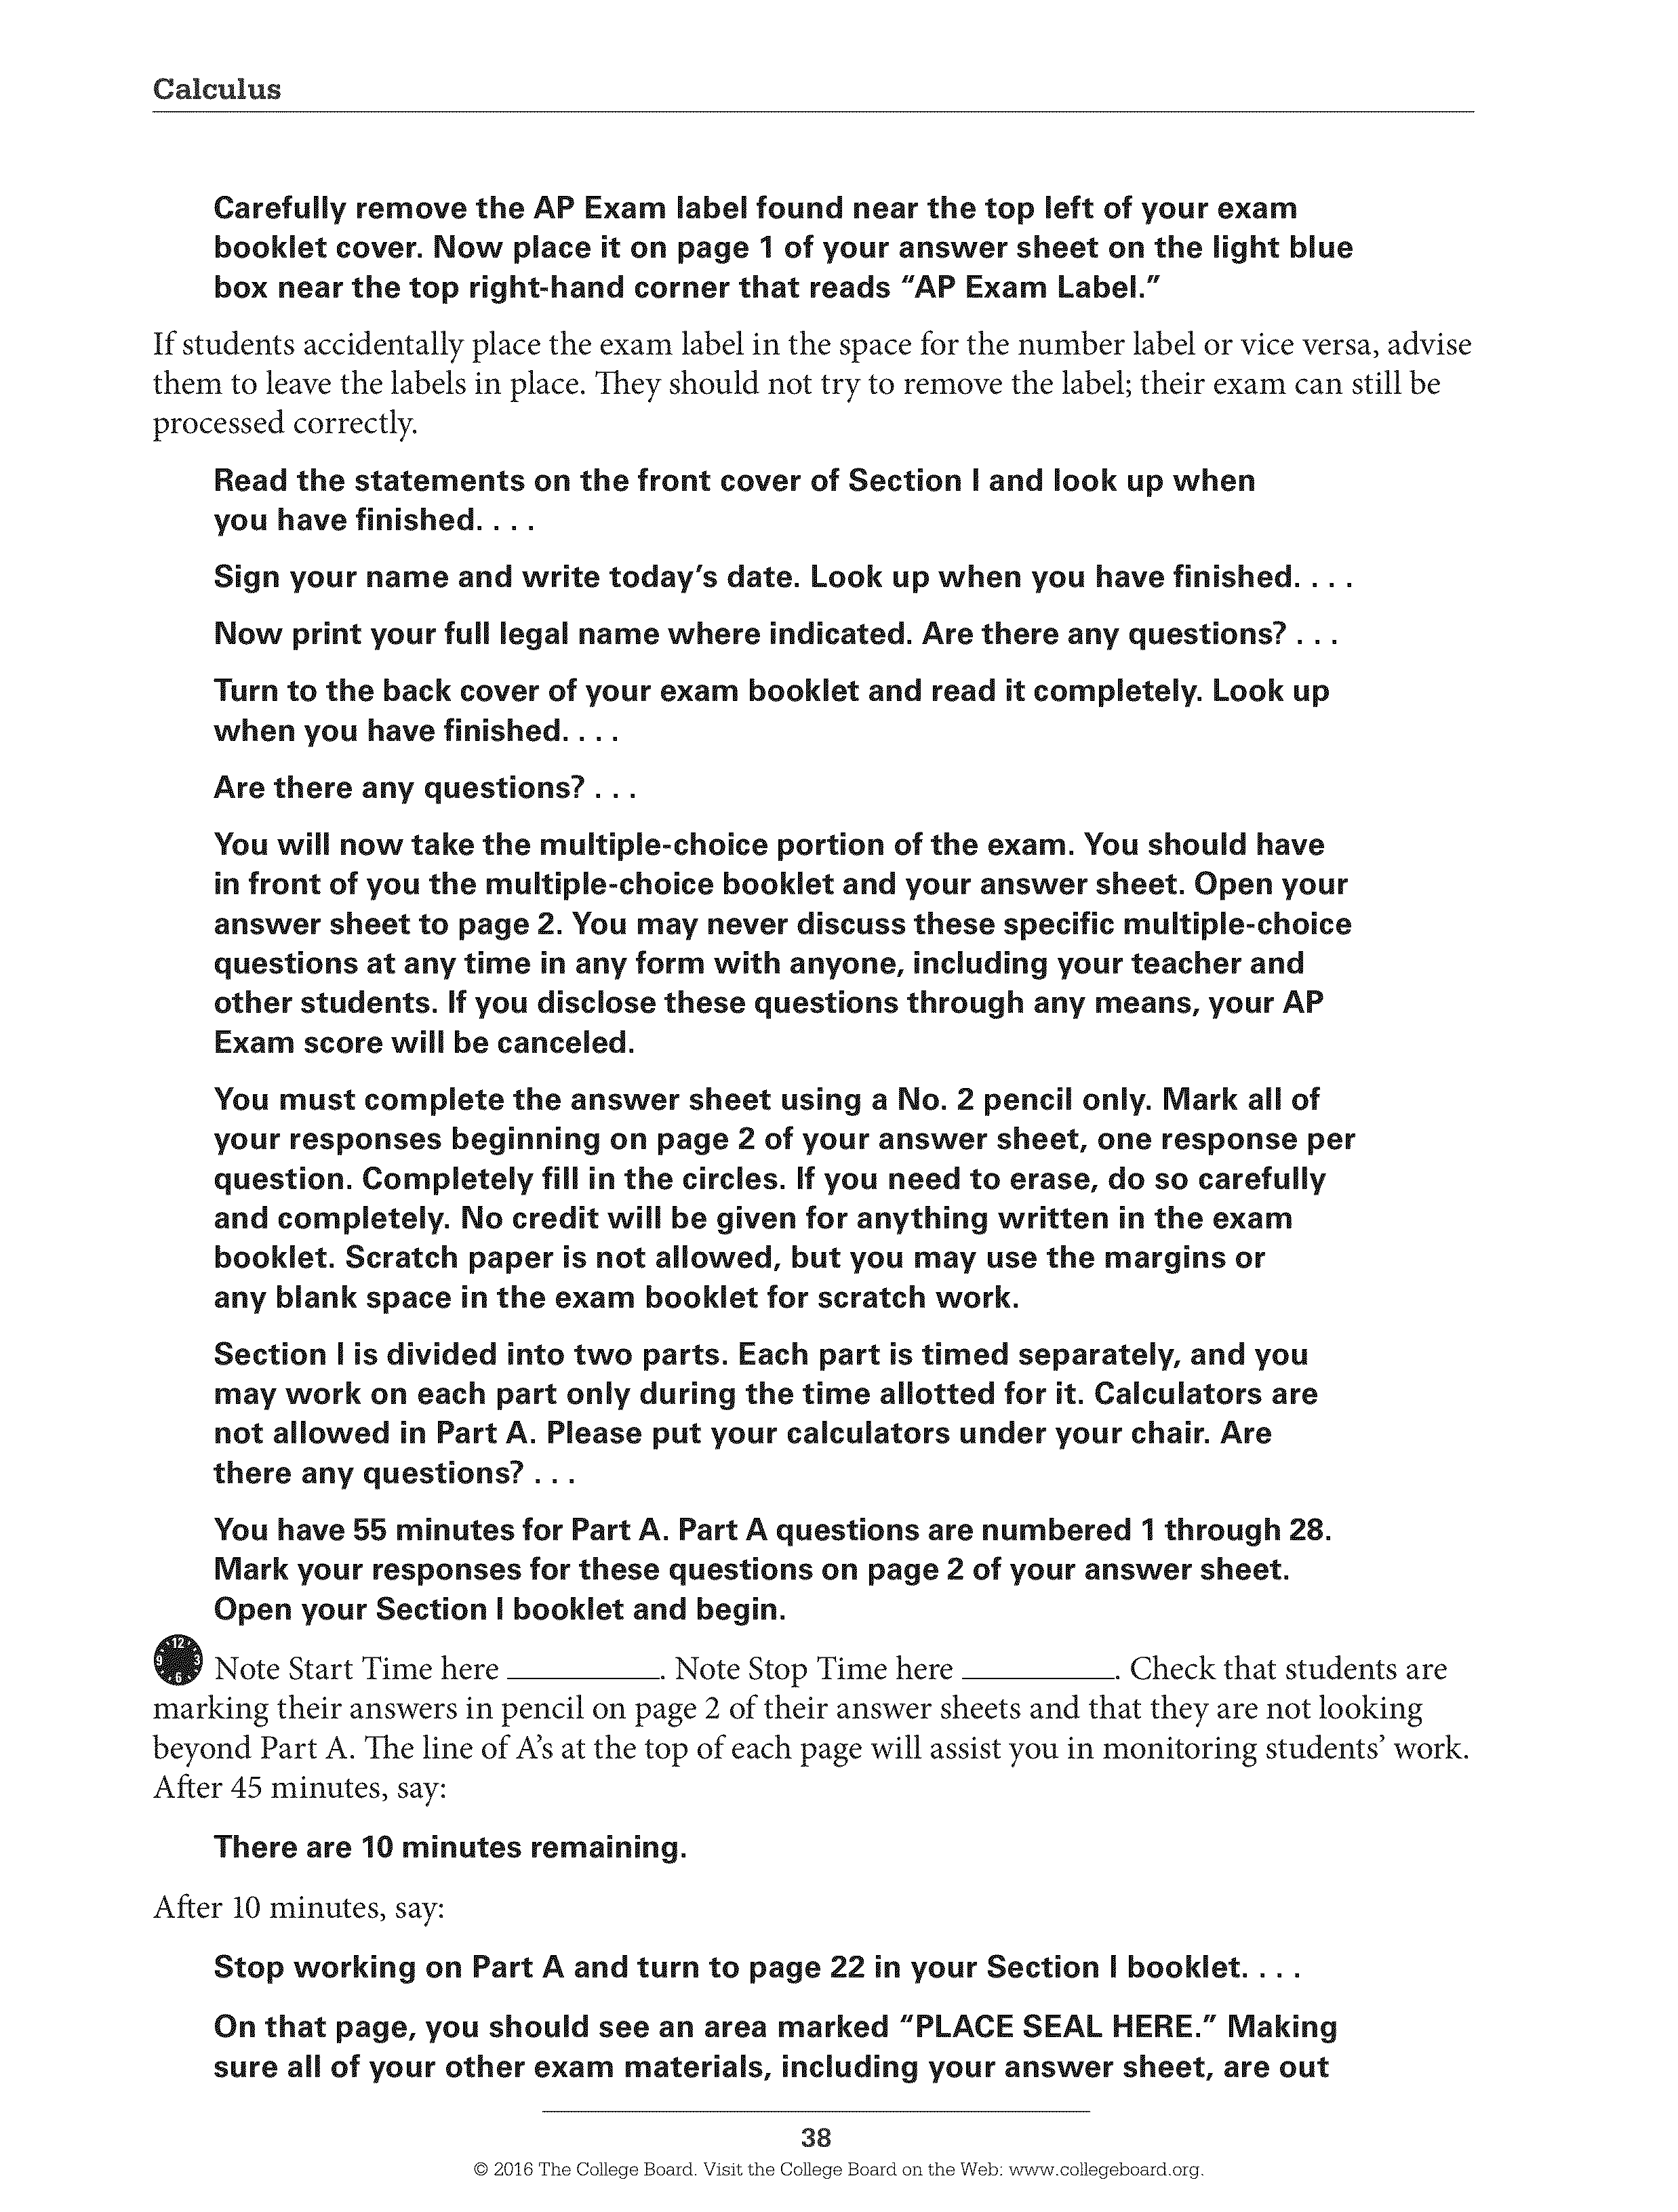 Calculus
Carefully remove the AP Exam label found near the top left of your exam
booklet cover. Now place it on page 1 of your answer sheet on the light blue
box near the top right-hand corner that reads “AP Exam Label.”
If students accidentally place the exam label in the space for the number label or vice versa, advise
them to leave the labels in place. They should not try to remove the label; their exam can still be
processed correctly.
Read the statements on the front cover of Section I and look up when
you have finished. . . .
Sign your name and write today’s date. Look up when you have finished. . . .
Now print your full legal name where indicated. Are there any questions? . . .
Turn to the back cover of your exam booklet and read it completely. Look up
when you have finished. . . .
Are there any questions? . . .
You will now take the multiple-choice portion of the exam. You should have
in front of you the multiple-choice booklet and your answer sheet. Open your
answer sheet to page 2. You may never discuss these specific multiple-choice
questions at any time in any form with anyone, including your teacher and
other students. If you disclose these questions through any means, your AP
Exam score will be canceled.
You must complete the answer sheet using a No. 2 pencil only. Mark all of
your responses beginning on page 2 of your answer sheet, one response per
question. Completely fill in the circles. If you need to erase, do so carefully
and completely. No credit will be given for anything written in the exam
booklet. Scratch paper is not allowed, but you may use the margins or
any blank space in the exam booklet for scratch work.
Section I is divided into two parts. Each part is timed separately, and you
may work on each part only during the time allotted for it. Calculators are
not allowed in Part A. Please put your calculators under your chair. Are
there any questions? . . .
You have 55 minutes for Part A. Part A questions are numbered 1 through 28.
Mark your responses for these questions on page 2 of your answer sheet.
Open your Section I booklet and begin.
12 3 6 9
Note Start Time here __________. Note Stop Time here __________. Check that students are
marking their answers in pencil on page 2 of their answer sheets and that they are not looking
beyond Part A. The line of A’s at the top of each page will assist you in monitoring students’ work.
After 45 minutes, say:
There are 10 minutes remaining.
After 10 minutes, say:
Stop working on Part A and turn to page 22 in your Section I booklet. . . .
On that page, you should see an area marked “PLACE SEAL HERE.” Making
sure all of your other exam materials, including your answer sheet, are out
38
© 2016 The College Board. Visit the College Board on the Web: www.collegeboard.org.